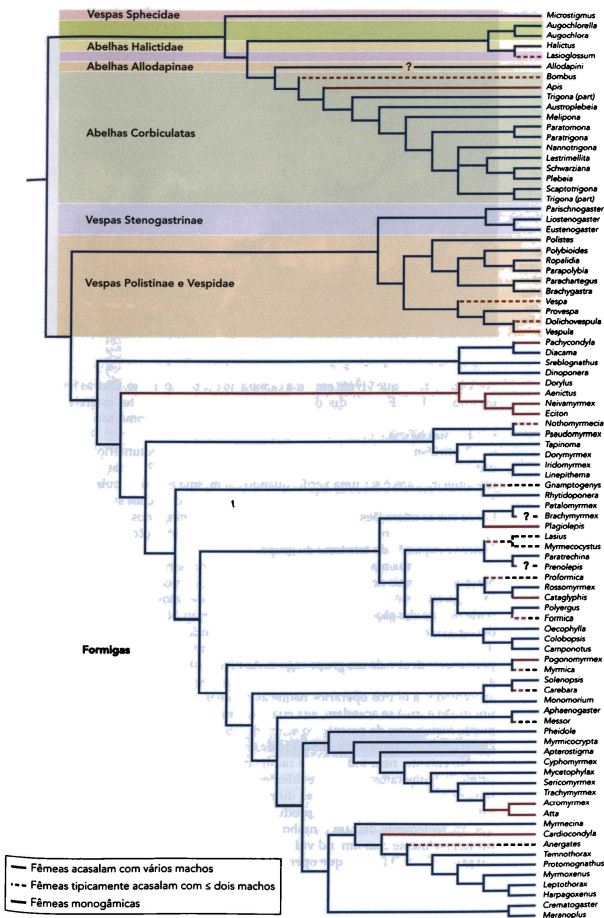 Vespas Sphecidae
Abelhas Halictidae
Abelhas Allodapinae
Abelhas Corbiculatas
Vespas Stenogastrinae
Vespas Polistinae e Vespidae
Formigas
Microstigmus
Augochlorella
Augochlora
Halictus
Lasioglossum
?
Allodapini
Bombus
Apis
Trigona (part)
Austroplebeia
Melipona
Paratomona
Paratrigona
Nannotrigona
Lestrimellita
Schwarziana
Plebeia
Scaptotrigona
Trigona (part)
Parischnogaster
Liostenogaster
Eustenogaster
Polistes
Polybioides
Ropalidia
Parapolybia
Parachartegus
Brachygastra
Vespa
Provespa
Dolichovespula
Vespula
Pachycondyla
Diacama
Sreblognathus
Dinoponera
Dorylus
Aenictus
Neivamyrmex
Eciton
Nothomyrmecia
Pseudomyrmex
Tapinoma
Dorymyrmex
Iridomyrmex
Linepithema
Gnamptogenys
Rhytidoponera
Petalomyrmex
? Brachymyrmex
Plagiolepis
Lasius
Myrmecocystus
Paratrechina
? Prenolepis
Proformica
Rossomyrmex
Cataglyphis
Polyergus
Formica
Oecophylla
Colobopsis
Camponotus
Pogonomyrmex
Myrmica
Solenopsis
Carebara
Monomorium
Aphaenogaster
Messor
Pheidole
Myrmicocrypta
Apterostigma
Cyphomyrmex
Mycetophylax
Sericomyrmex
Trachymyrmex
Acromyrmex
Atta
Myrmecina
Cardiocondyla
Anergates
Temnothorax
Protomognathus
Myrmoxenus
Leptothorax
Harpagoxenus
Crematogaster
Meranoplus
Fêmeas acasalam com vários machos
Fêmeas tipicamente acasalam com ≤ dois machos
Fêmeas monogâmicas